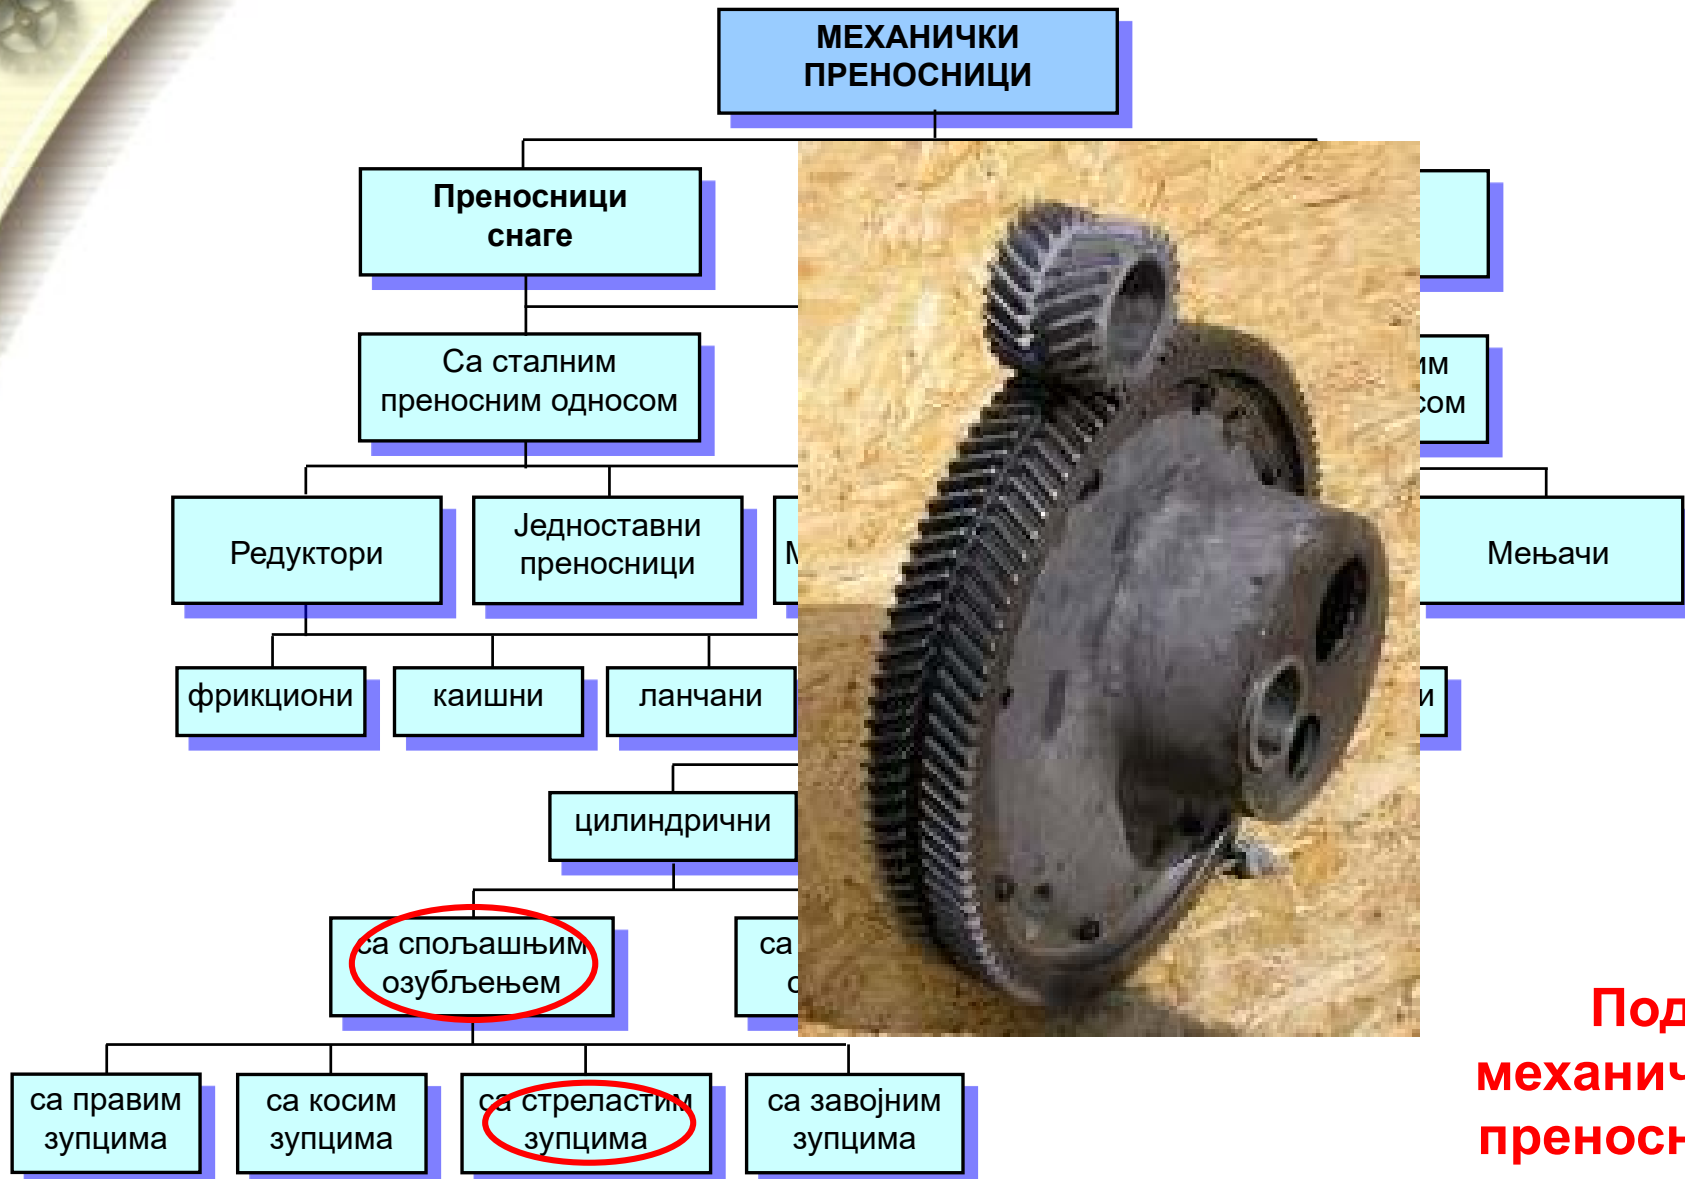 МЕХАНИЧКИ
ПРЕНОСНИЦИ
Преносници
снаге
Са сталним
преносним односом
Редуктори
Једноставни
преносници
Мењачи
фрикциони
каишни
ланчани
цилиндрични
са спољашњим
озубљењем
са
са правим
зупцима
са косим
зупцима
са стреластим
зупцима
са завојним
зупцима